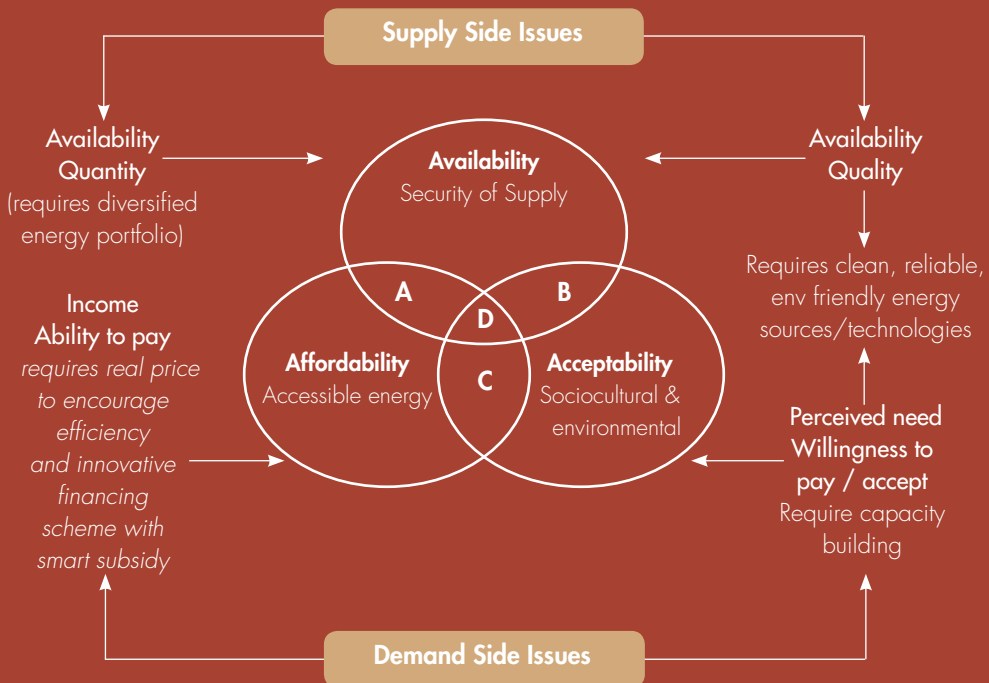 Supply Side Issues
Availability
Quantity
(requires diversified
energy portfolio)
Availability
Security of Supply
Availability
Quality
Requires clean, reliable,
env friendly energy
sources/technologies
A
B
D
C
Income
Ability to pay
requires real price
to encourage
efficiency
and innovative
financing
scheme with
smart subsidy
Affordability
Accessible energy
Acceptability
Sociocultural &
environmental
Perceived need
Willingness to
pay / accept
Require capacity
building
Demand Side Issues